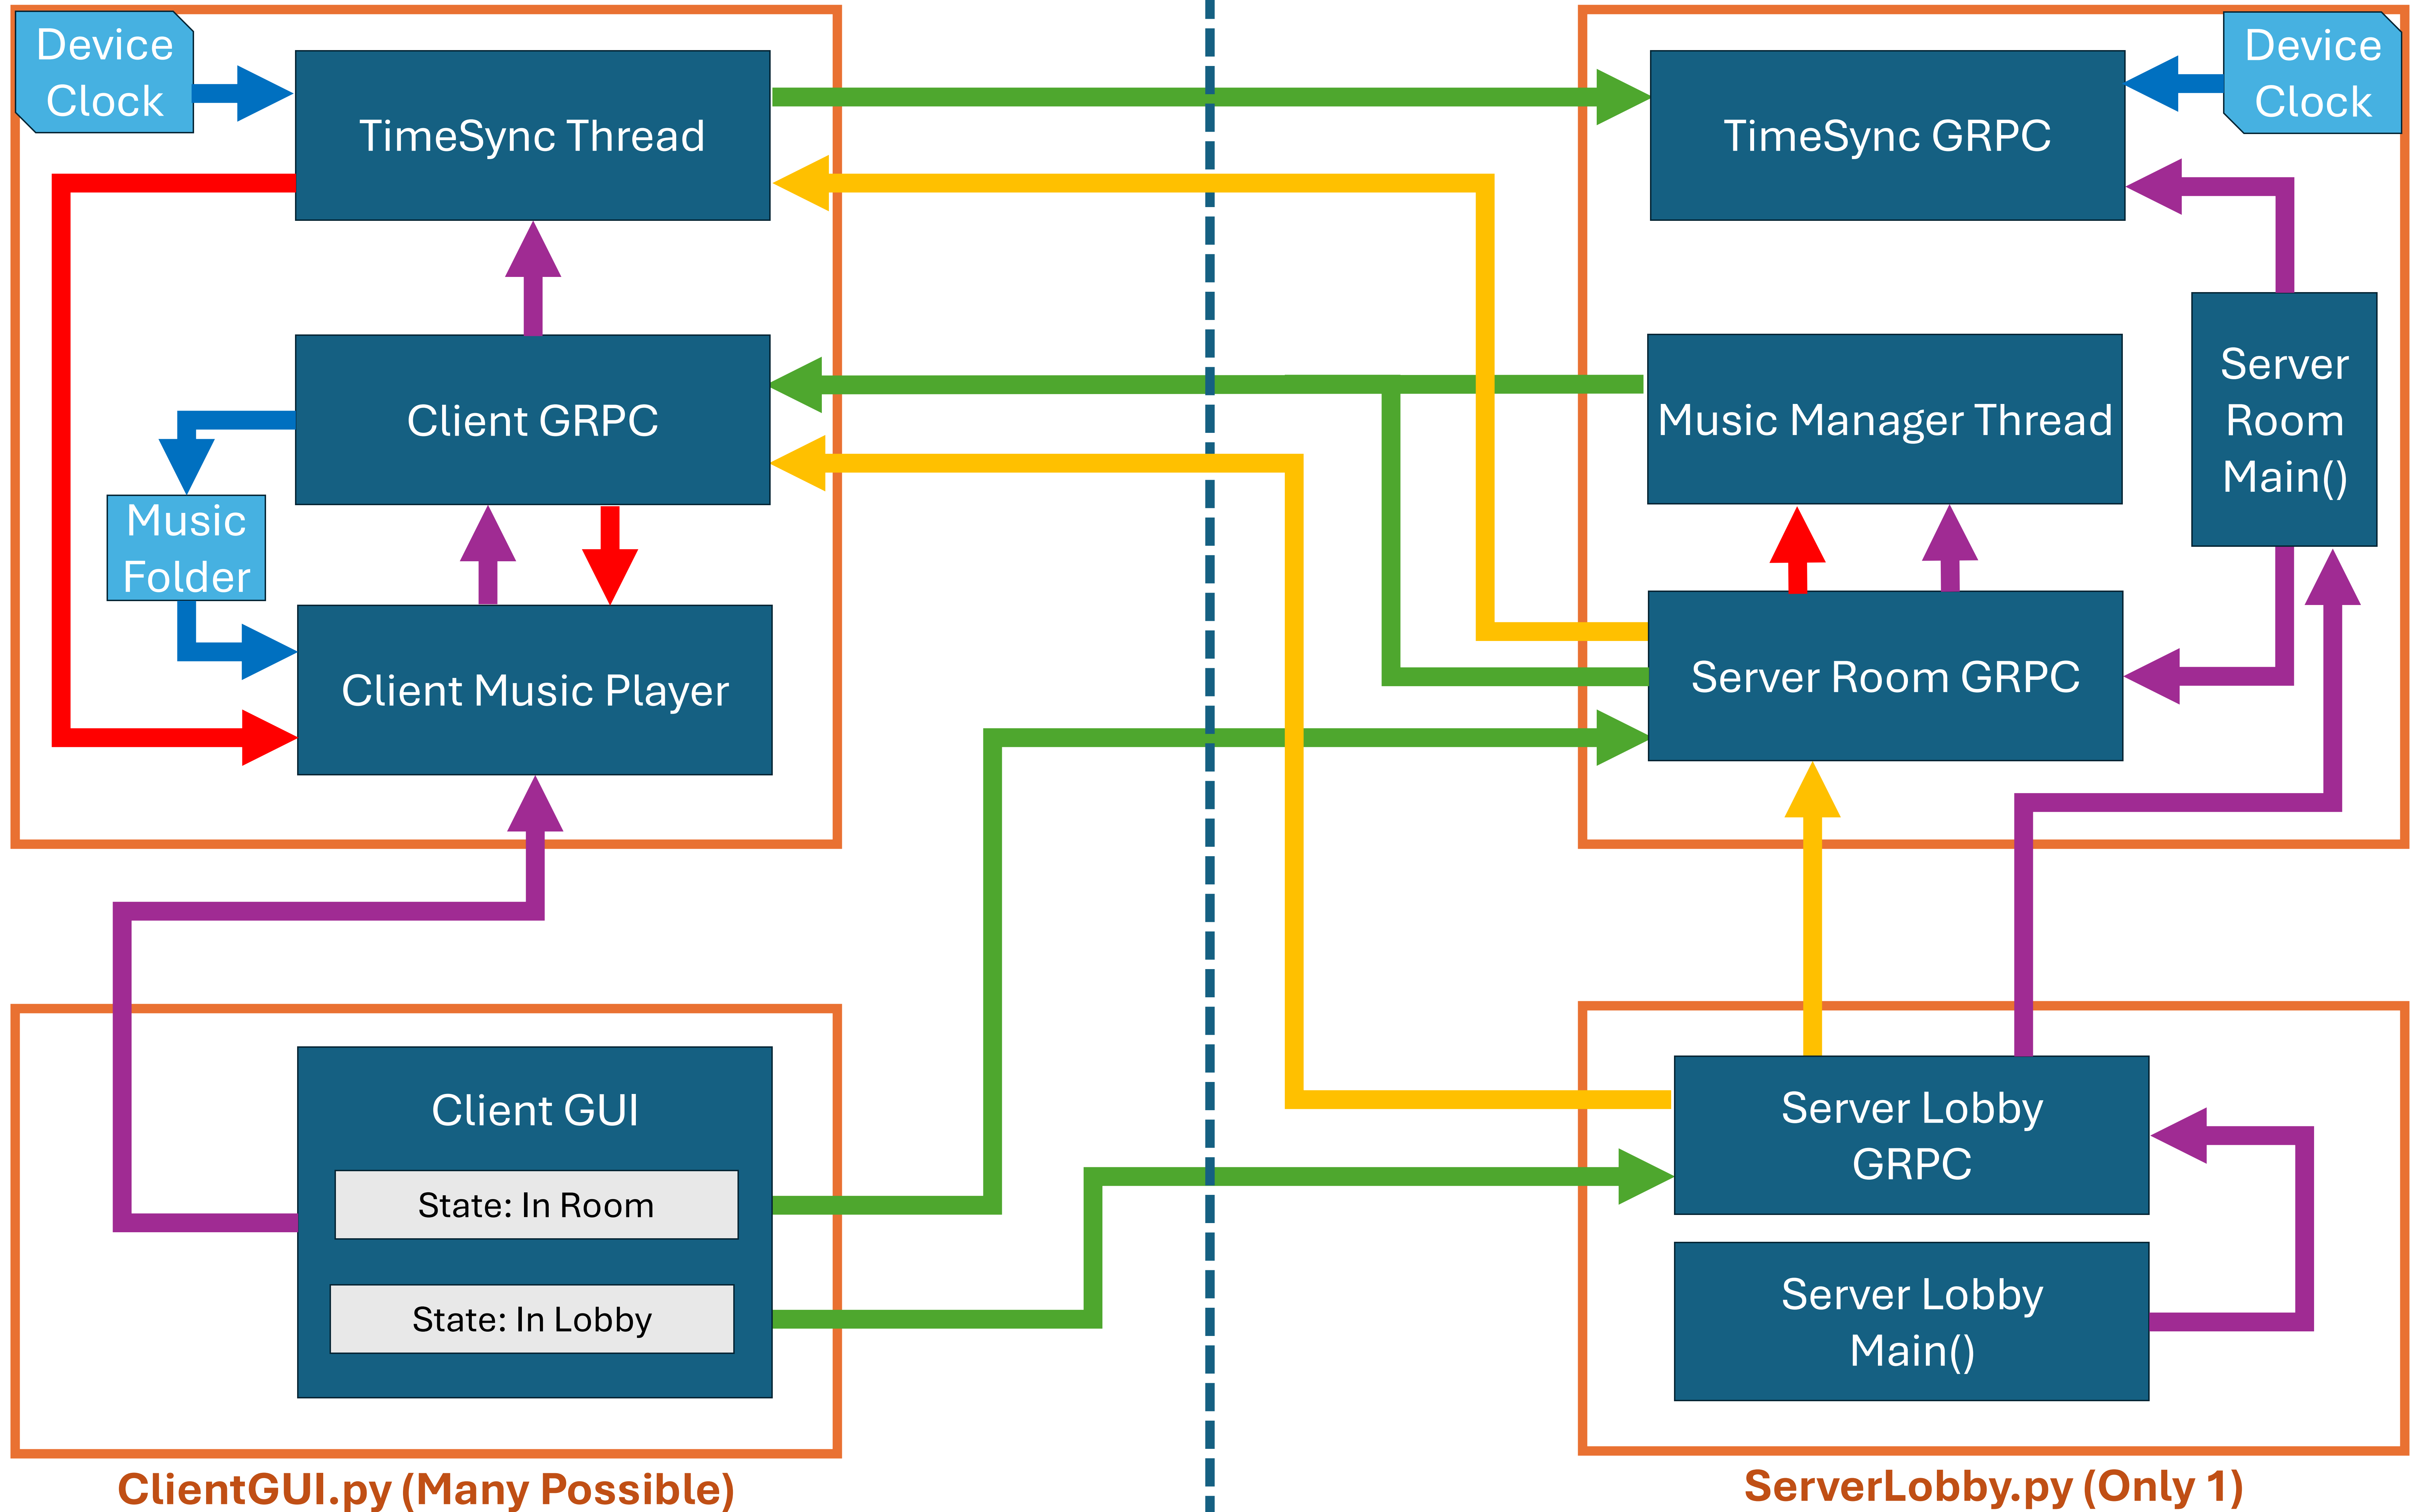 Device
Clock
TimeSync Thread
Client GRPC
Music
Folder
Client Music Player
Client GUI
State: In Room
State: In Lobby
ClientGUI.py (Many Possible)
Device
Clock
TimeSync GRPC
Server
Room
Main()
Music Manager Thread
Server Room GRPC
Server Lobby
GRPC
Server Lobby
Main()
ServerLobby.py (Only 1)